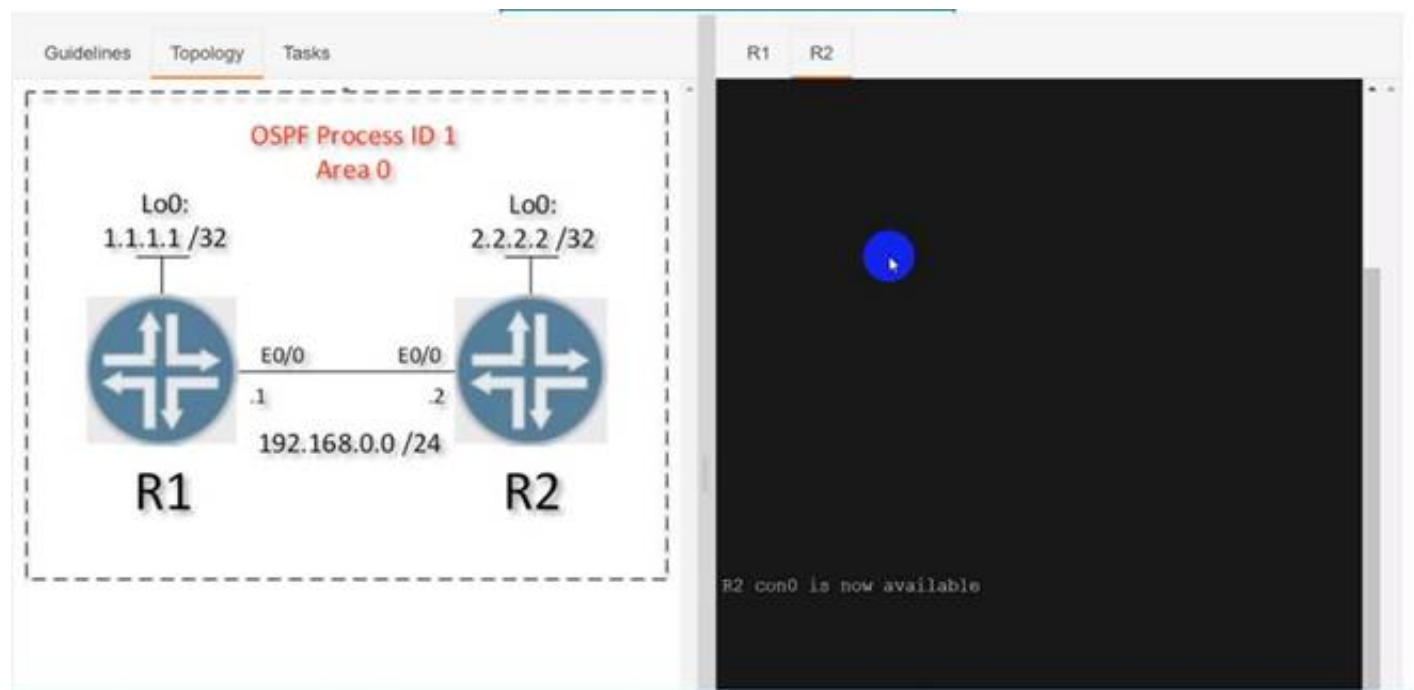 Guidelines Topology Tasks
OSPF Process ID 1
Area 0
Lo0: Lo0:
1.1.1.1 /32 2.2.2.2 /32
E0/0 E0/0
.1 .2
192.168.0.0 /24
R1 R2
R1 R2
R2 con0 is now available